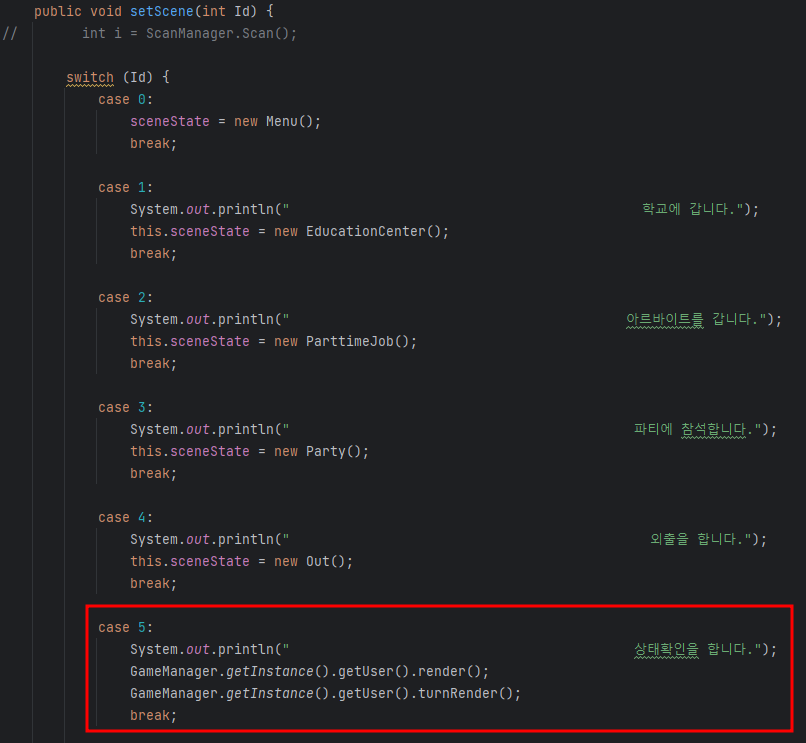 public void setScene(int Id) {
//        int i = ScanManager.Scan();
switch (Id) {
case 0:
sceneState = new Menu();
break;
case 1:
System.out.println("                                             학교에 갑니다.");
this.sceneState = new EducationCenter();
break;
case 2:
System.out.println("                                           아르바이트를 갑니다.");
this.sceneState = new ParttimeJob();
break;
case 3:
System.out.println("                                            파티에 참석합니다.");
this.sceneState = new Party();
break;
case 4:
System.out.println("                                              외출을 합니다.");
this.sceneState = new Out();
break;
case 5:
System.out.println("                                            상태확인을 합니다.");
GameManager.getInstance().getUser().render();
GameManager.getInstance().getUser().turnRender();
break;